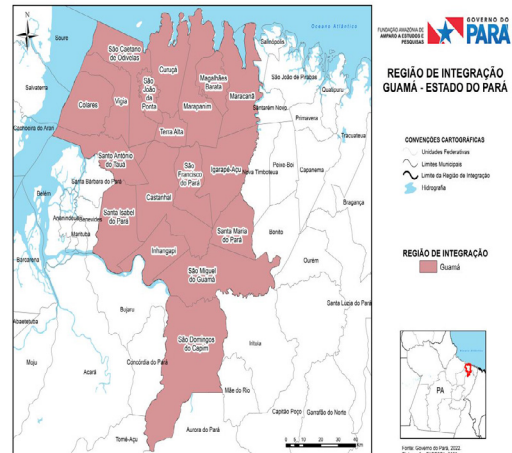 Oceano Atlântico
N
Soure
São Caetano
de Odivelas
Salinópolis
Curuçá
São
João
da
Ponta
Magalhães
Barata
São João de Pirabas
Salvaterra
Quatipuru
Colares
Vigia
Marapanim
Maracanã
Santarém Novo
Primavera
Terra Alta
Tracuateua
Cachoeira do Arari
Santo Antônio
do Tauá
São
Francisco
do Pará
Igarapé-Açu
Nova Timboteua
Peixe-Boi
Capanema
Santa Bárbara do Pará
Belém
Castanhal
Bragança
Ananindeua
Benevides
Santa Isabel
do Pará
Marituba
Santa Maria
do Pará
Bonito
Inhangapi
Barcarena
Ourém
São Miguel
do Guamá
Abaetetuba
Bujaru
Santa Luzia do Pará
São Domingos
do Capim
Irituia
Moju
Acará
Concórdia do Pará
Mãe do Rio
Capitão Poço
Garrafão do Norte
Aurora do Pará
Tomé-Açu
FUNDAÇÃO AMAZÔNIA DE
AMPARO A ESTUDOS E
PESQUISAS
GOVERNO DO
PARÁ
REGIÃO DE INTEGRAÇÃO
GUAMÁ - ESTADO DO PARÁ
CONVENÇÕES CARTOGRÁFICAS
Unidades Federativas
Limites Municipais
Limite da Região de Integração
Hidrografia
REGIÃO DE INTEGRAÇÃO
Guamá
PA
Fonte: Governo do Pará, 2022.